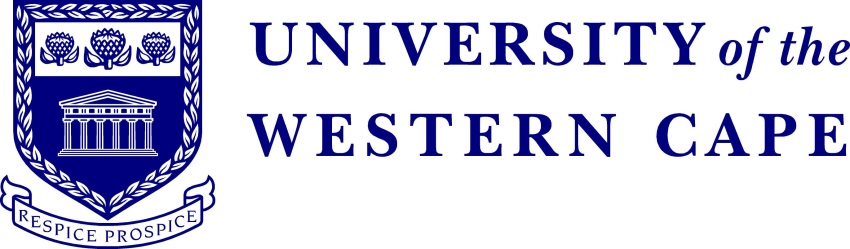 UNIVERSITY of the
WESTERN CAPE
RESPICE PROSPICE